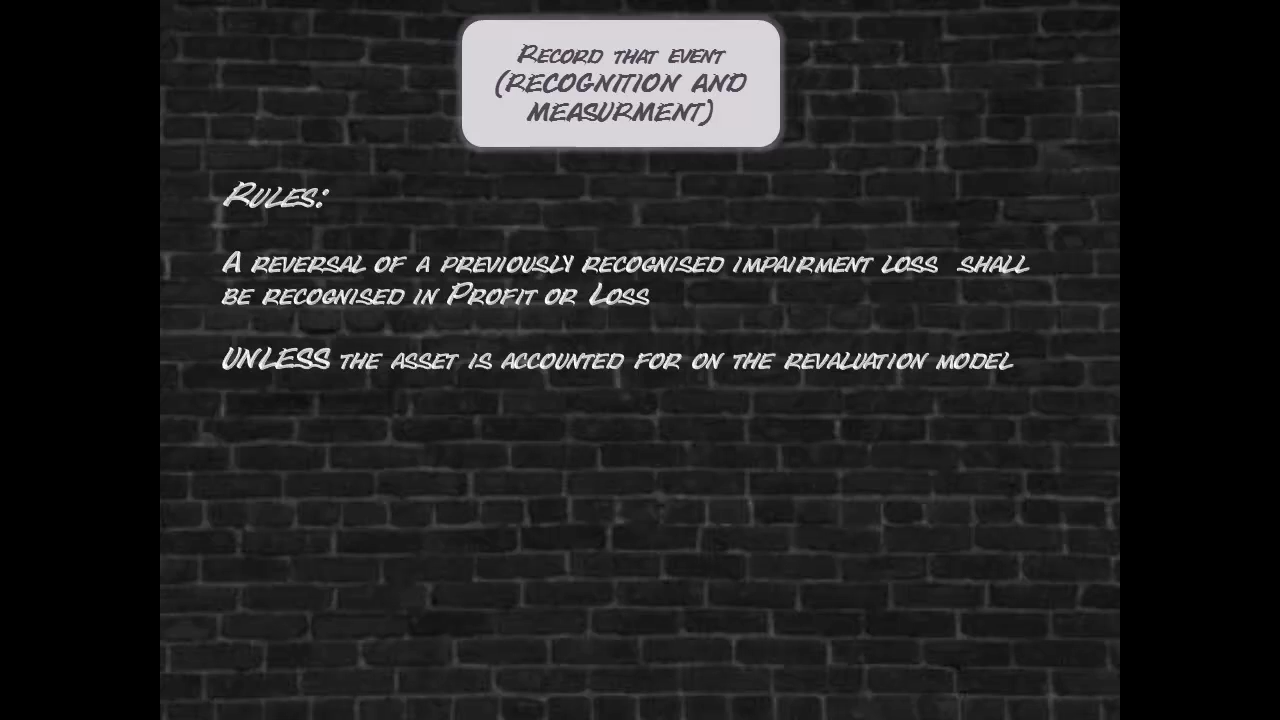 Record that event
(RECOGNITION AND
MEASURMENT)
Rules:
A reversal of a previously recognised impairment loss shall
be recognised in Profit or Loss
UNLESS the asset is accounted for on the revaluation model